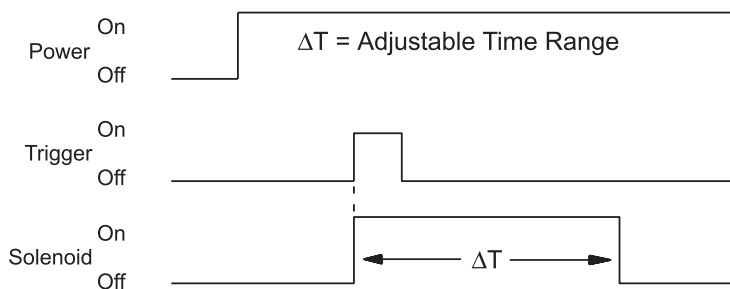 On
Power
ΔT = Adjustable Time Range
Off
On
Trigger
Off
On
Solenoid
ΔT
Off